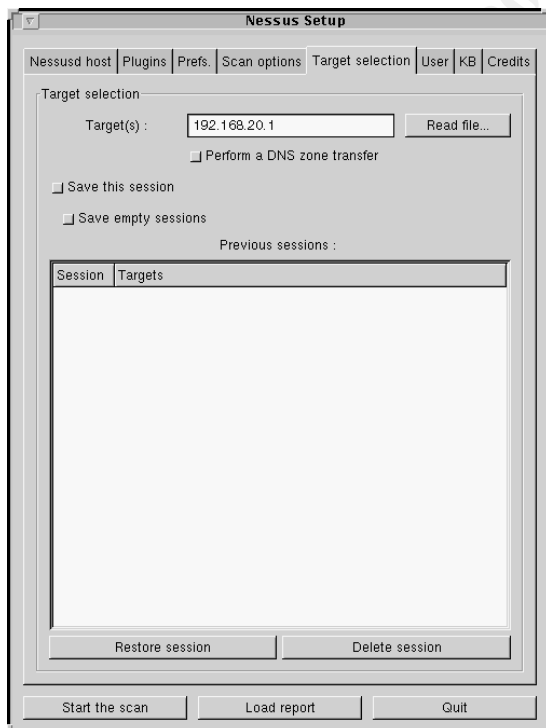 Nessus Setup
Nessusd host Plugins Prefs. Scan options Target selection User KB Credits
Target selection
Target(s) : 192.168.20.1 Read file...
Perform a DNS zone transfer
Save this session
Save empty sessions
Previous sessions :
Session Targets
Restore session Delete session
Start the scan Load report Quit